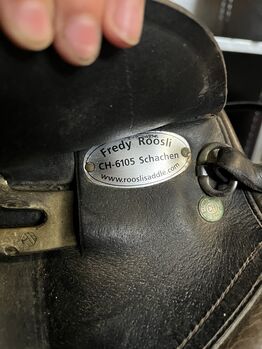 Fredy Röösli
CH-6105 Schachen
www.rooslisaddle.com